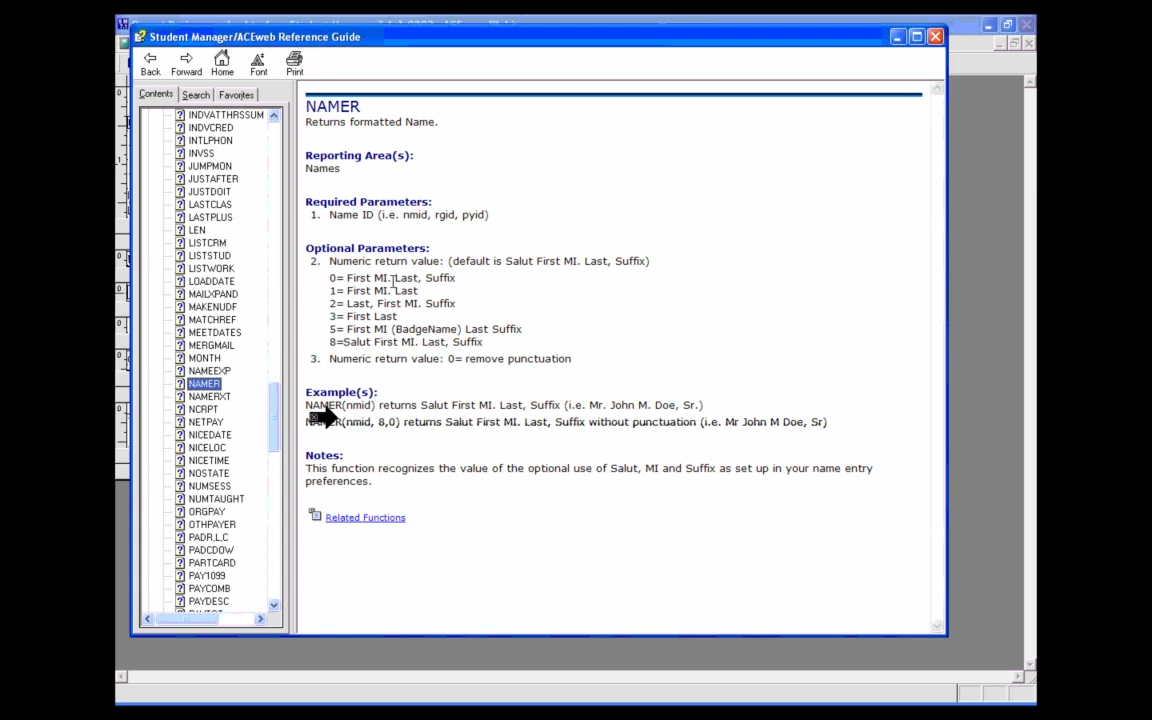 Student Manager/ACEweb Reference Guide
Back Forward Home Font Print
Contents Search Favorites
INDVATTHRSSUM
INDVCRED
INTLPHON
INVSS
JUMPMON
JUSTAFTER
JUSTDOIT
LASTCLAS
LASTPLUS
LEN
LISTCRM
LISTSTUD
LISTWORK
LOADDATE
MAILXPAND
MAKENUDF
MATCHREF
MEETDATES
MERGMAIL
MONTH
NAMEEXP
NAMER
NAMERXT
NCRPT
NETPAY
NICEDATE
NICELOC
NICETIME
NOSTATE
NUMSESS
NUMTAUGHT
ORGPAY
OTHPAYER
PADR,L,C
PADCDOW
PARTCARD
PAY1099
PAYCOMB
PAYDESC
NAMER
Returns formatted Name.
Reporting Area(s):
Names
Required Parameters:
1. Name ID (i.e. nmid, rgid, pyid)
Optional Parameters:
2. Numeric return value: (default is Salut First MI. Last, Suffix)
0= First MI. Last, Suffix
1= First MI. Last
2= Last, First MI. Suffix
3= First Last
5= First MI (BadgeName) Last Suffix
8=Salut First MI. Last, Suffix
3. Numeric return value: 0= remove punctuation
Example(s):
NAMER(nmid) returns Salut First MI. Last, Suffix (i.e. Mr. John M. Doe, Sr.)
(nmid, 8,0) returns Salut First MI. Last, Suffix without punctuation (i.e. Mr John M Doe, Sr)
Notes:
This function recognizes the value of the optional use of Salut, MI and Suffix as set up in your name entry
preferences.
Related Functions